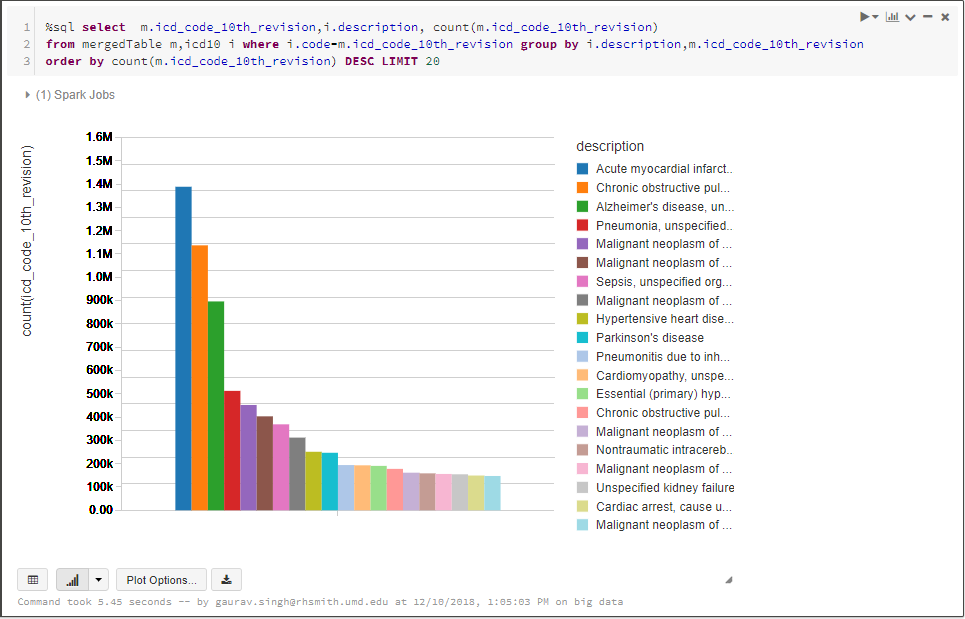 1 %sql select m.icd_code_10th_revision,i.description, count(m.icd_code_10th_revision)
2 from mergedTable m,icd10 i where i.code=m.icd_code_10th_revision group by i.description,m.icd_code_10th_revision
3 order by count(m.icd_code_10th_revision) DESC LIMIT 20
(1) Spark Jobs
count(icd_code_10th_revision)
1.6M
1.5M
1.4M
1.3M
1.2M
1.1M
1.0M
900k
800k
700k
600k
500k
400k
300k
200k
100k
0.00
description
Acute myocardial infarct..
Chronic obstructive pul...
Alzheimer's disease, un...
Pneumonia, unspecified..
Malignant neoplasm of ...
Malignant neoplasm of ...
Sepsis, unspecified org...
Malignant neoplasm of ...
Hypertensive heart dise...
Parkinson's disease
Pneumonitis due to inh...
Cardiomyopathy, unspe...
Essential (primary) hyp...
Chronic obstructive pul...
Malignant neoplasm of ...
Nontraumatic intracereb..
Malignant neoplasm of ...
Unspecified kidney failure
Cardiac arrest, cause u...
Malignant neoplasm of ...
Plot Options...
Command took 5.45 seconds -- by gaurav.singh@rhsmith.umd.edu at 12/10/2018, 1:05:03 PM on big data